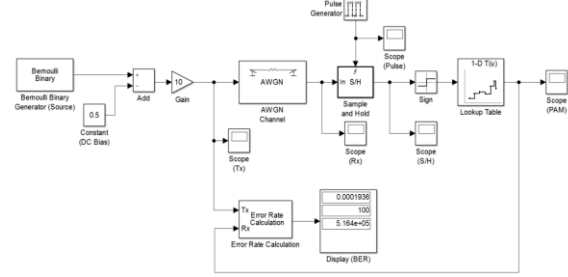 Pulse
Generator
Scope
(Pulse)
Bernoulli
Binary
Bernoulli Binary
Generator (Source)
+
−
Add
0.5
Constant
(DC Bias)
10
Gain
AWGN
AWGN
Channel
In S/H
Sample
and Hold
Sign
1-D T(u)
Lookup Table
Scope
(PAM)
Scope
(Tx)
Scope
(Rx)
Scope
(S/H)
Tx
Rx
Error Rate
Calculation
Error Rate Calculation
0.0001936
100
5.164e+05
Display (BER)